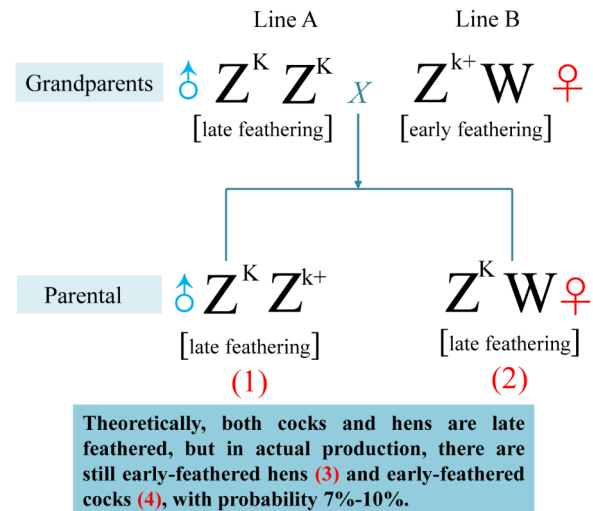 Line A Line B
Grandparents ♂ Z^K Z^K X Z^k+ W ♀
[late feathering] [early feathering]
Parental ♂ Z^K Z^k+ Z^K W ♀
[late feathering] [late feathering]
(1) (2)
Theoretically, both cocks and hens are late
feathered, but in actual production, there are
still early-feathered hens (3) and early-feathered
cocks (4), with probability 7%-10%.